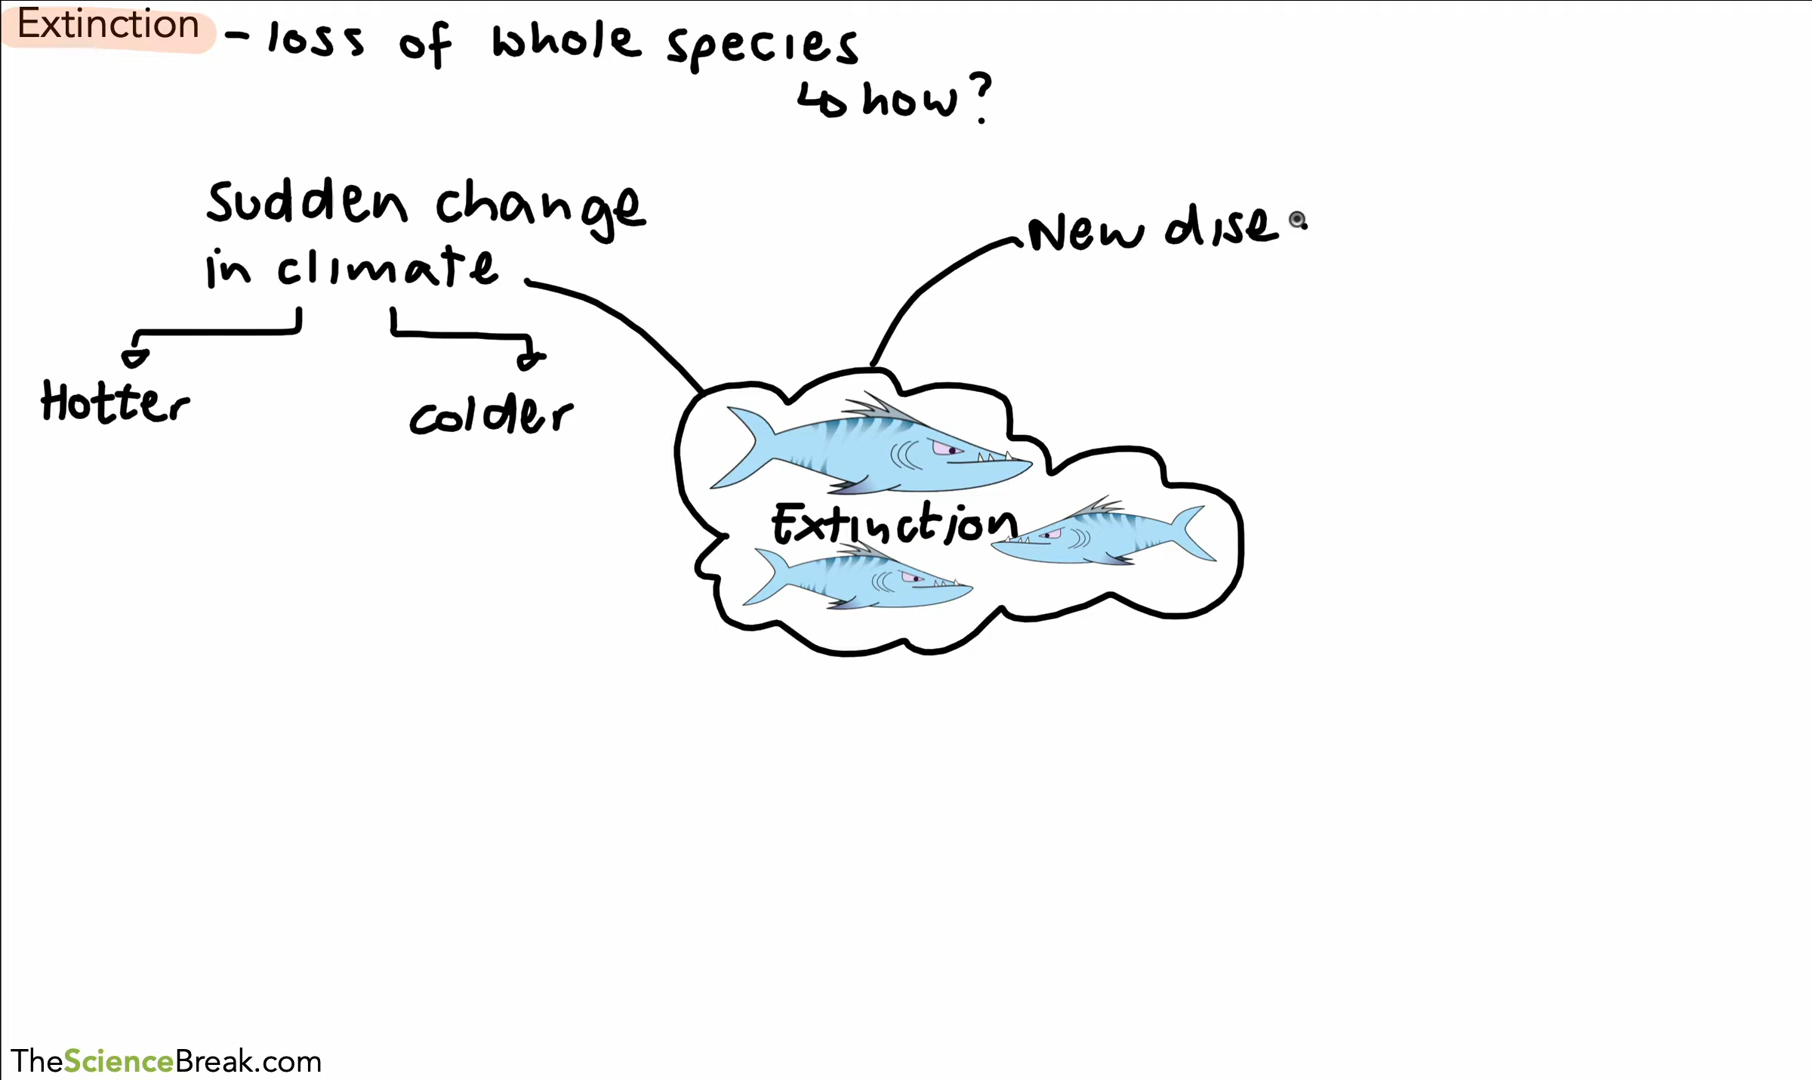 Extinction - loss of whole species
↳ how?
Sudden change
in climate
New dise
Hotter
colder
Extinction
TheScienceBreak.com